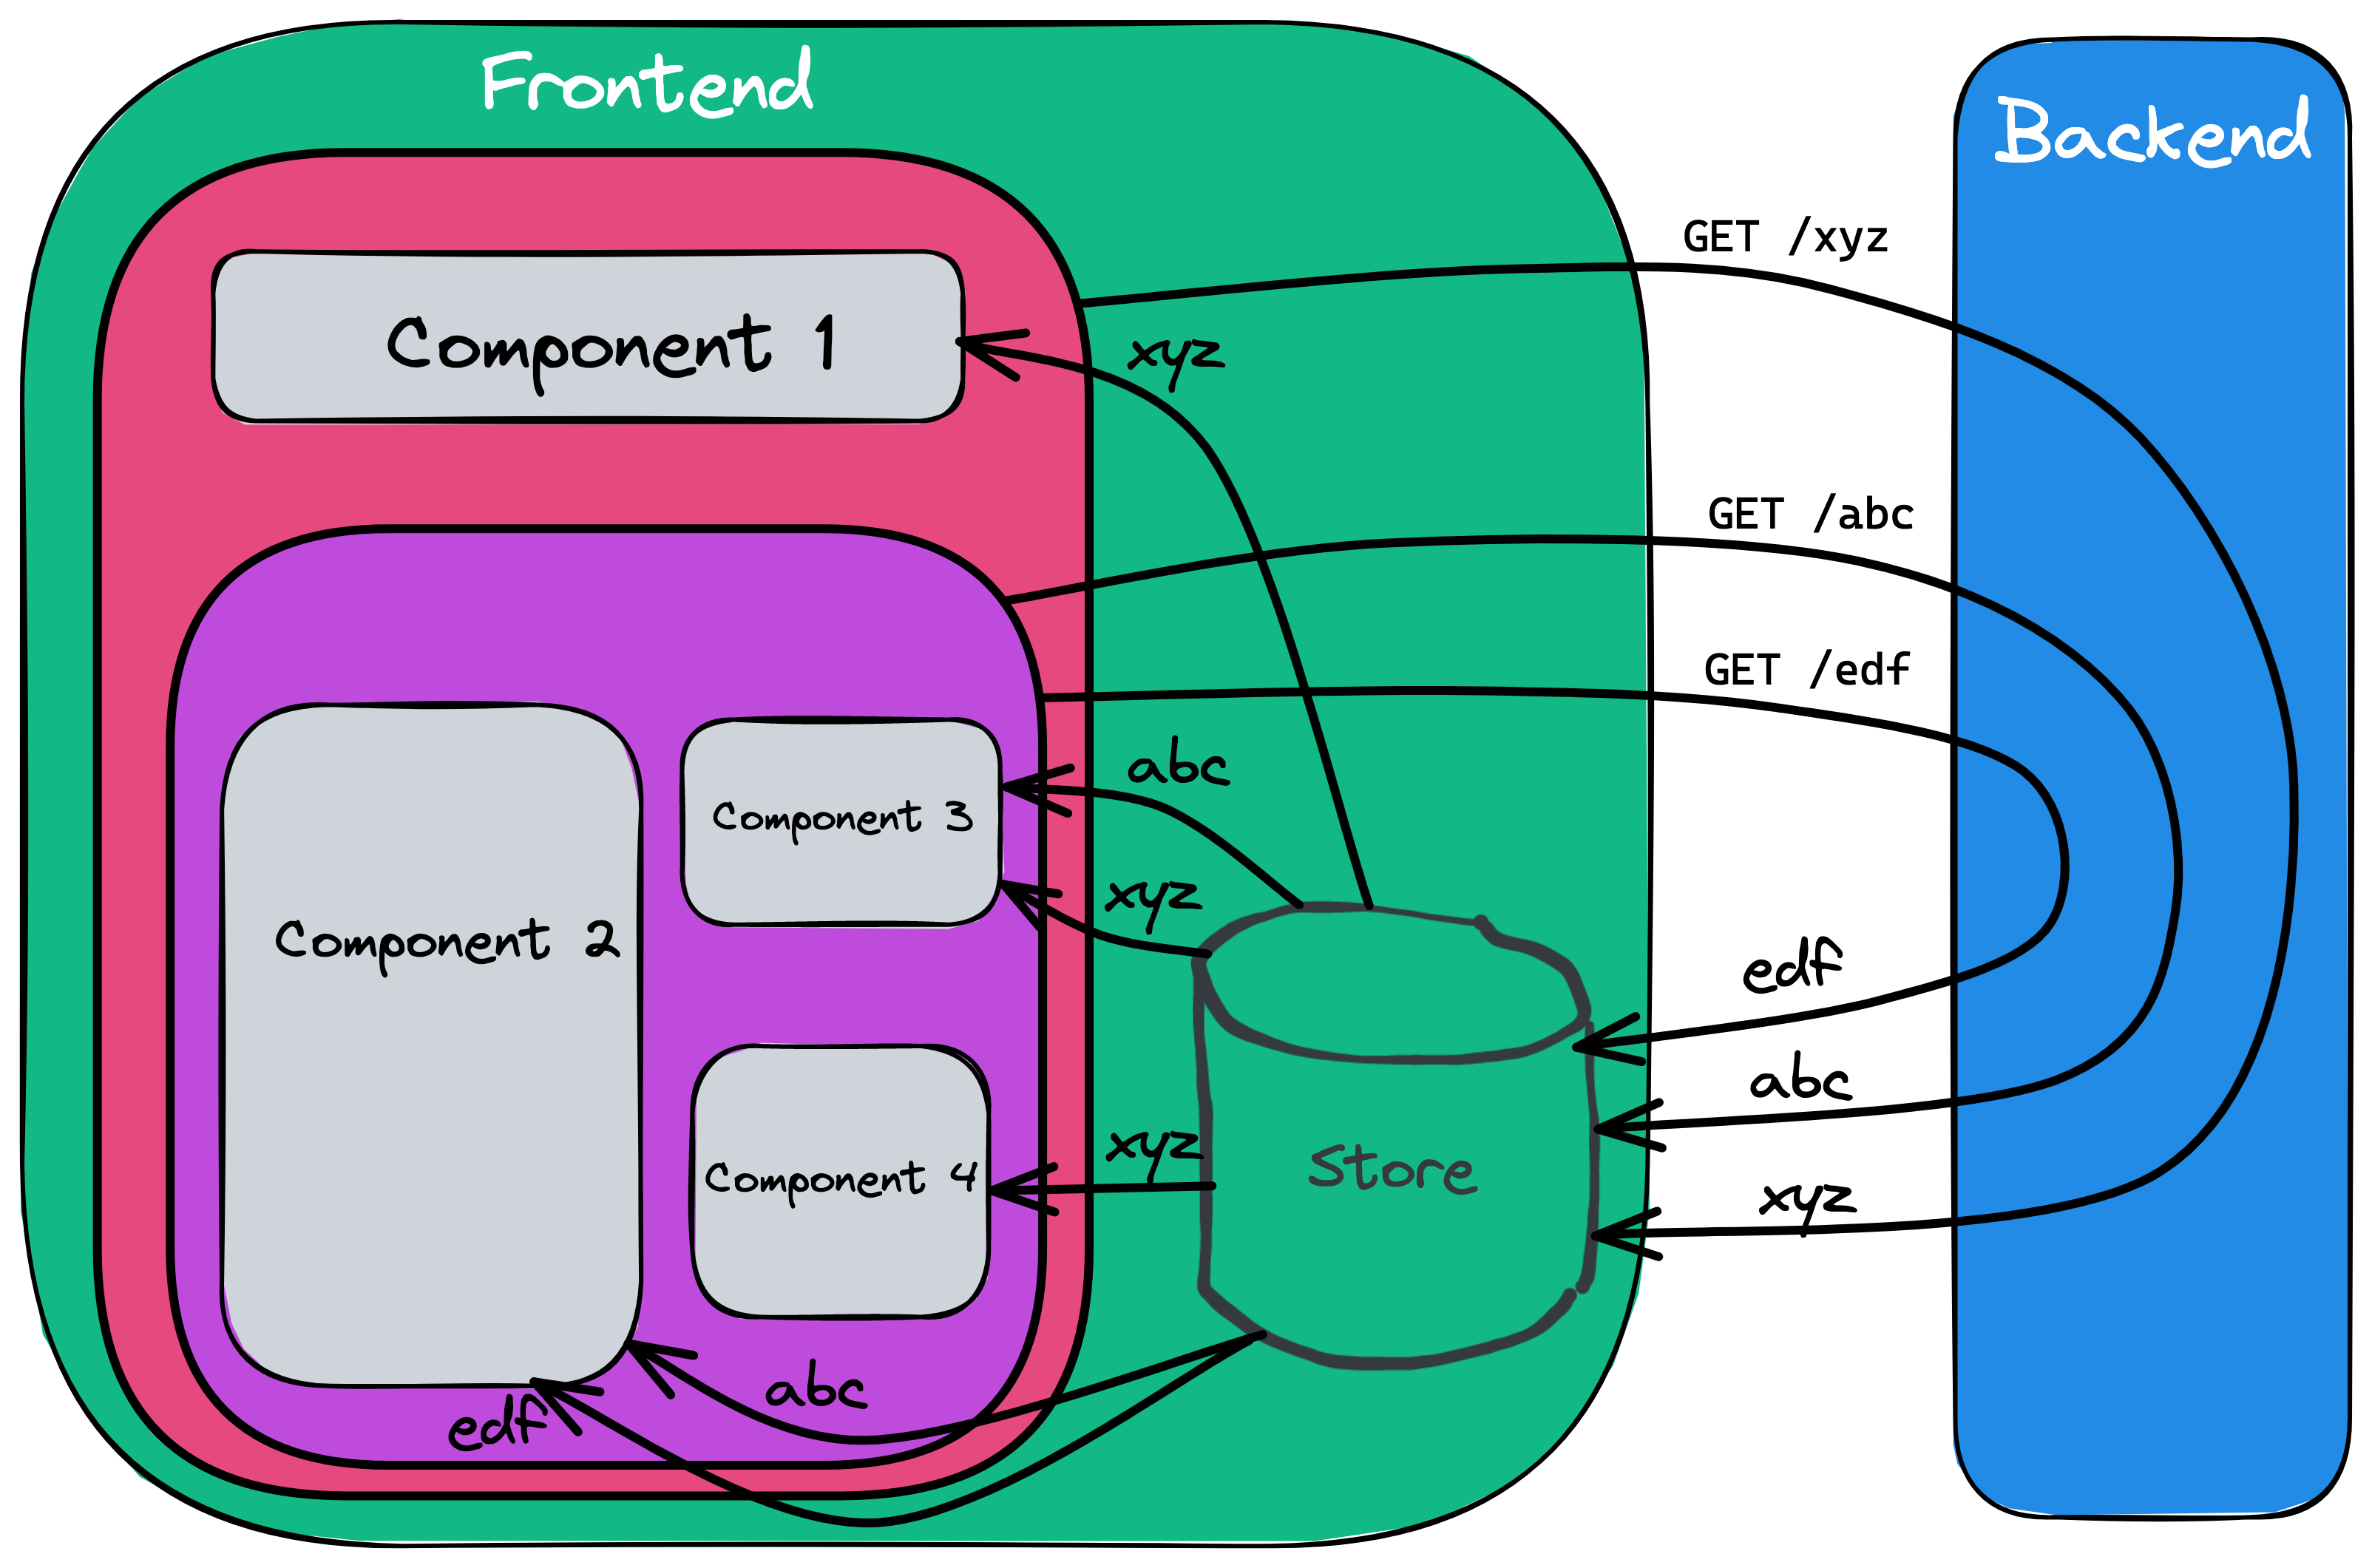 Frontend
Backend
GET /xyz
Component 1
xyz
GET /abc
GET /edf
abc
Component 3
xyz
Component 2
edf
abc
xyz
Component 4
Store
xyz
abc
edf